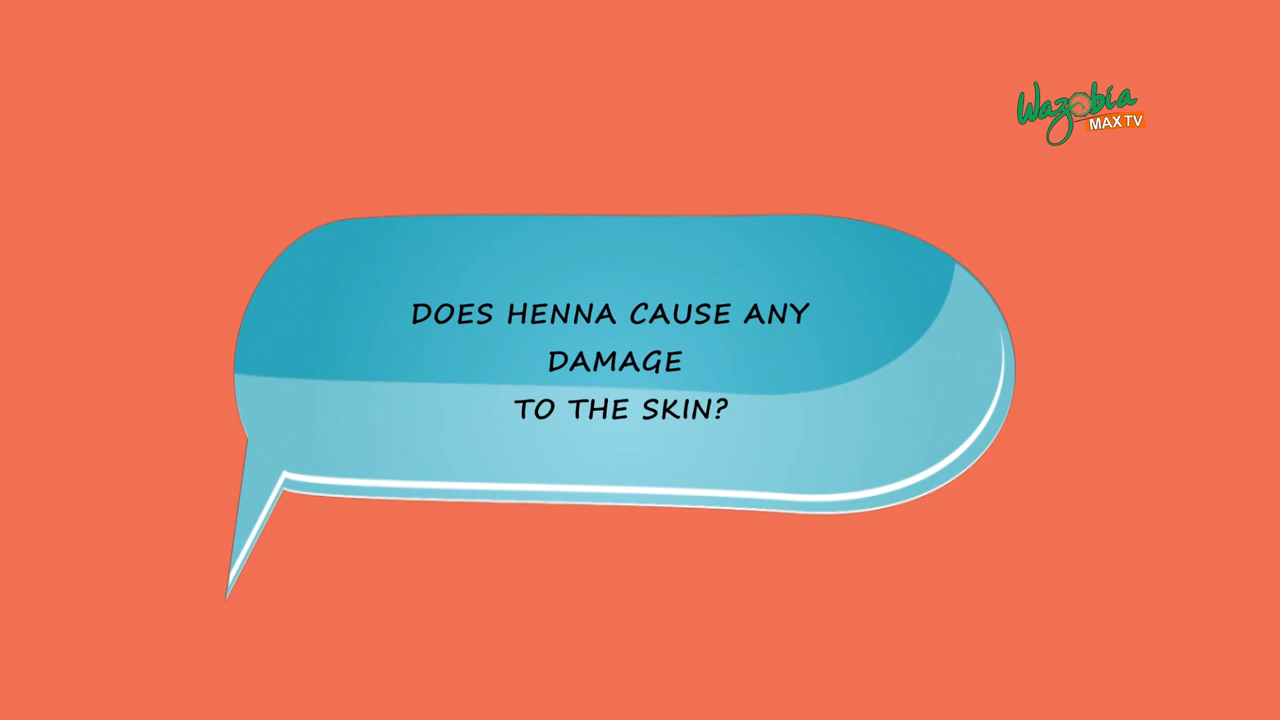 Wazobia
MAX TV
DOES HENNA CAUSE ANY
DAMAGE
TO THE SKIN?